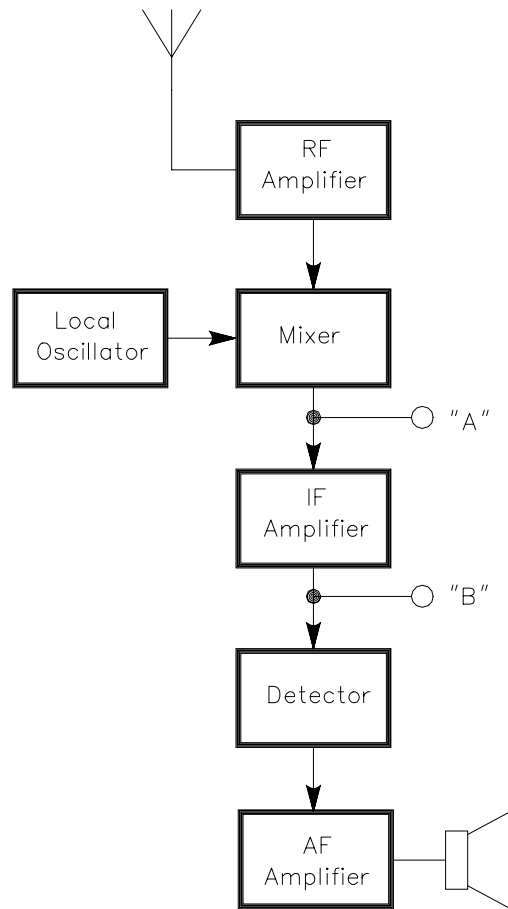 RF
Amplifier
Local
Oscillator
Mixer
"A"
IF
Amplifier
"B"
Detector
AF
Amplifier